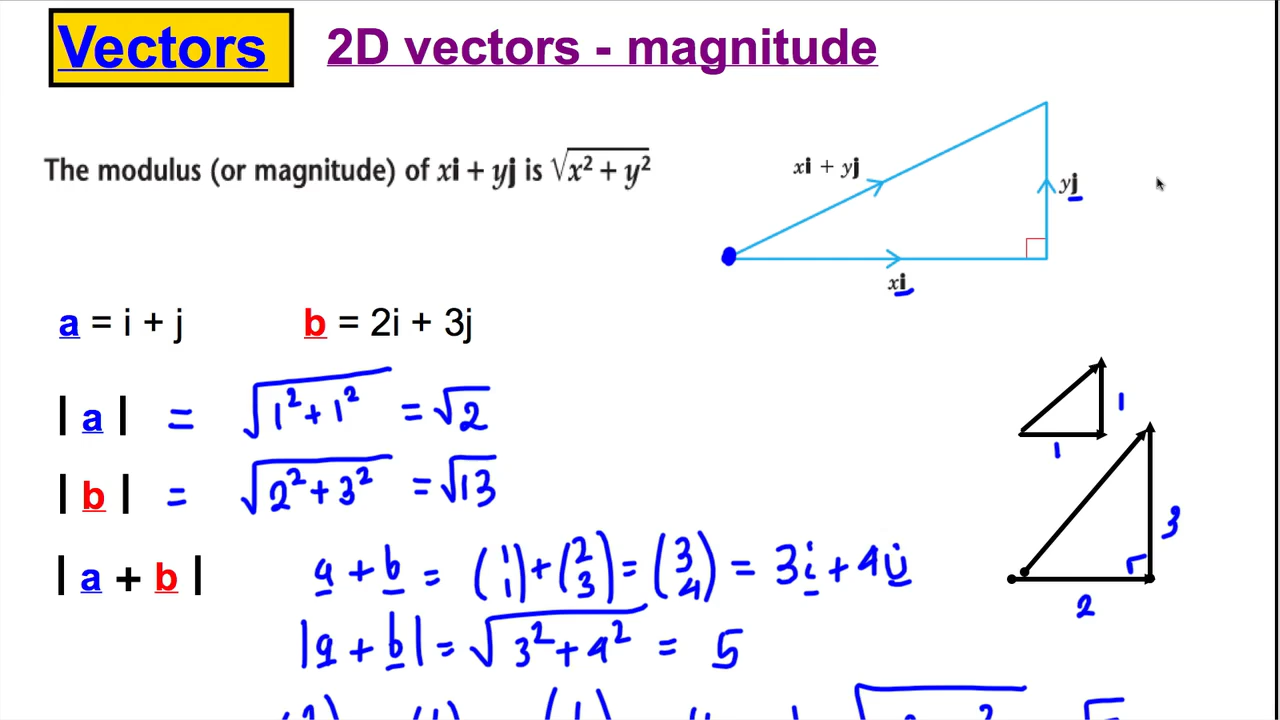 Vectors 2D vectors - magnitude
The modulus (or magnitude) of xi + yj is √(x² + y²)
xi + yj
yj
xi
a = i + j b = 2i + 3j
|a| = √(1² + 1²) = √2
1
1
|b| = √(2² + 3²) = √13
3
2
|a + b| a + b = (1 1) + (2 3) = (3 4) = 3i + 4j
|a + b| = √(3² + 4²) = 5